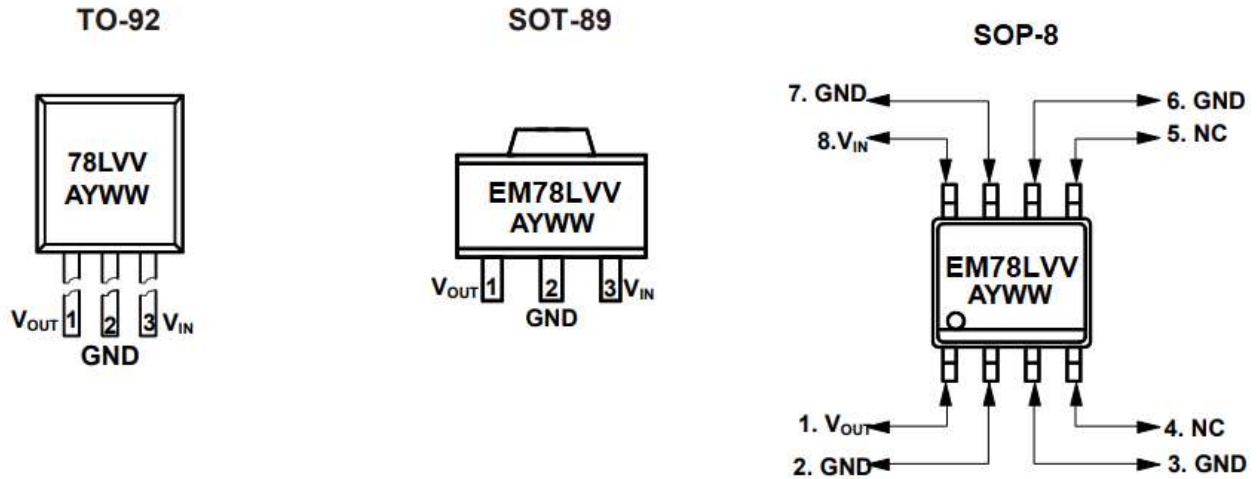 TO-92
78LVV
AYWW
VOUT 1 2 3 VIN
GND
SOT-89
EM78LVV
AYWW
VOUT 1 2 3 VIN
GND
SOP-8
7. GND
6. GND
8.VIN
5. NC
EM78LVV
AYWW
1. VOUT
4. NC
2. GND
3. GND